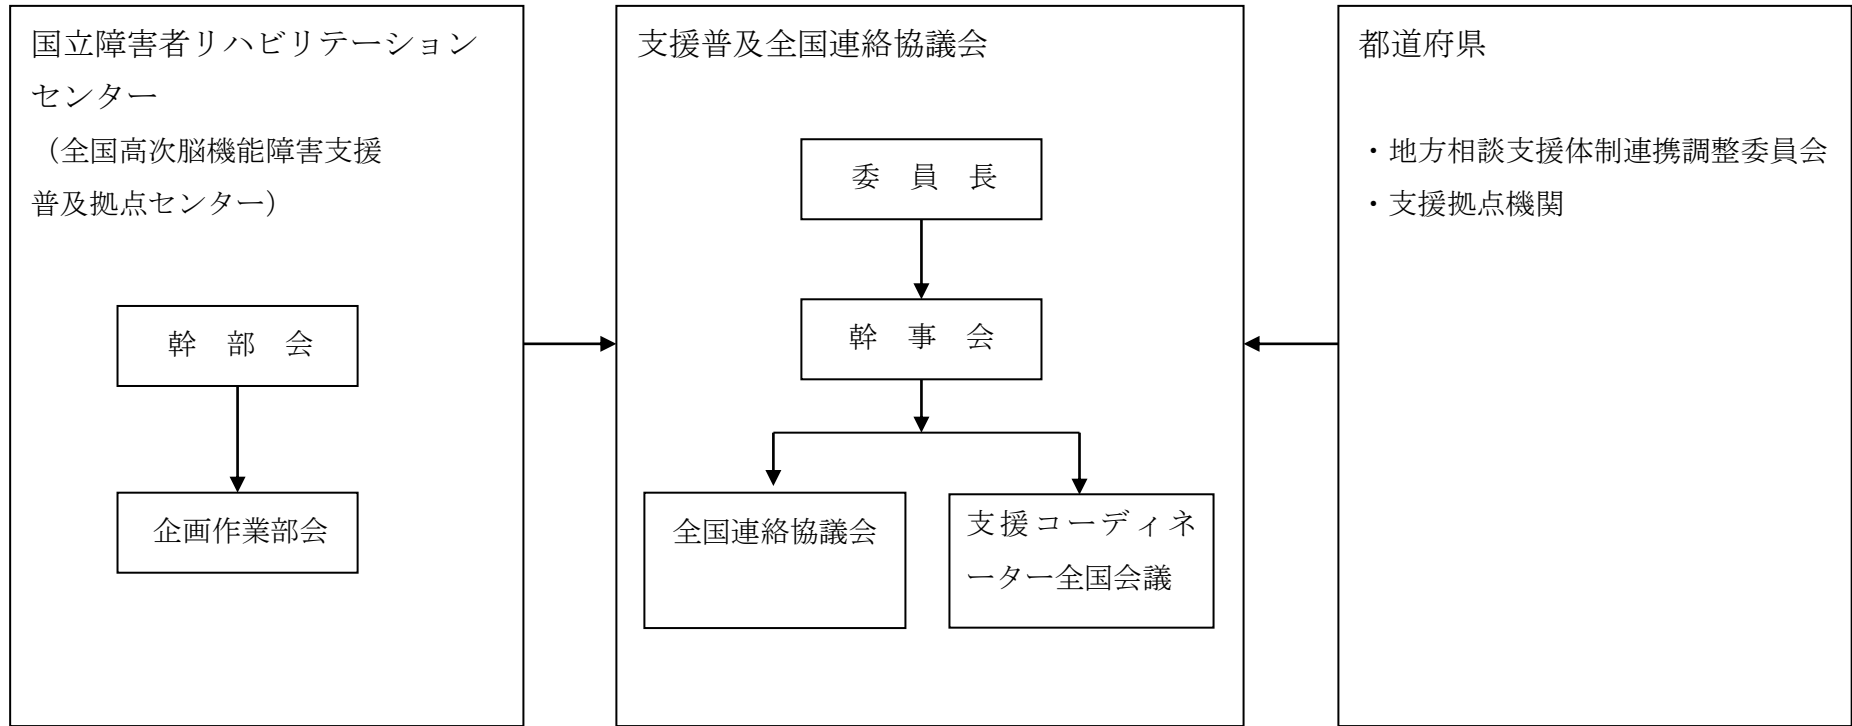 国立障害者リハビリテーション
センター
（全国高次脳機能障害支援
普及拠点センター）
幹　部　会
企画作業部会
支援普及全国連絡協議会
委　員　長
幹　事　会
全国連絡協議会
支援コーディネ
ーター全国会議
都道府県
・地方相談支援体制連携調整委員会
・支援拠点機関